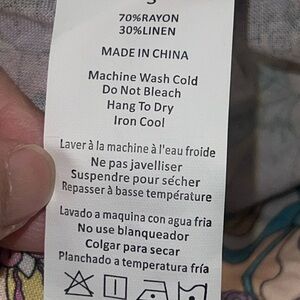 70%RAYON
30%LINEN
MADE IN CHINA
Machine Wash Cold
Do Not Bleach
Hang To Dry
Iron Cool
Laver à la machine à l'eau froide
Ne pas javelliser
Suspendre pour sécher
Repasser à basse température
Lavado a maquina con agua fria
No use blanqueador
Colgar para secar
Planchado a temperatura fría